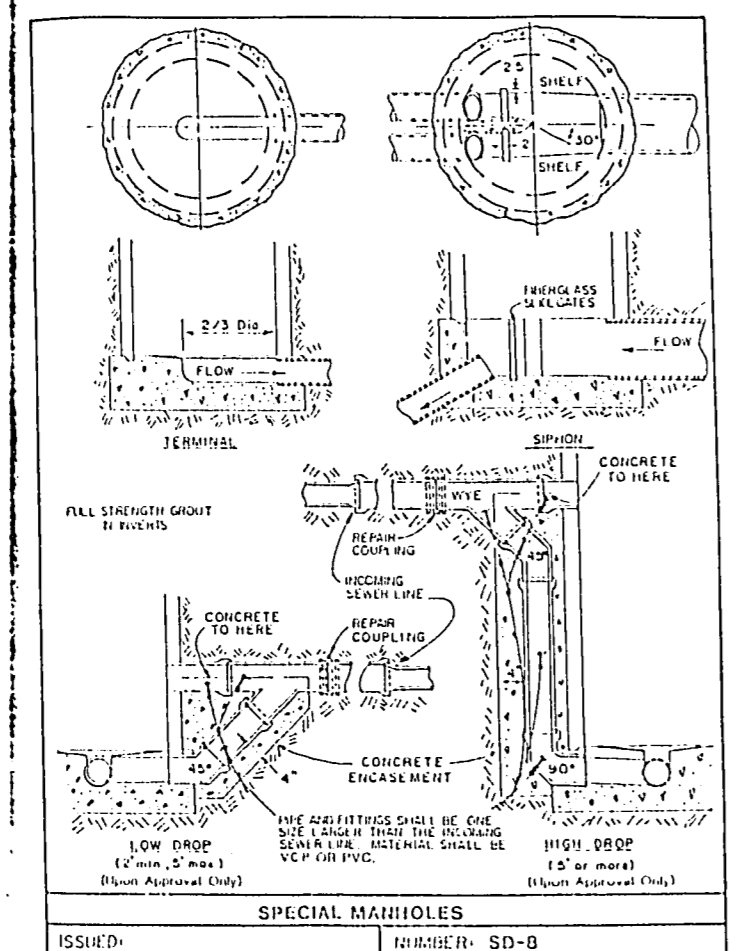 2.5
SHELF
30°
2
SHELF
2/3 Dia.
FLOW
TERMINAL
FIBERGLASS
SLIDEGATES
FLOW
SIPHON
CONCRETE
TO HERE
FULL STRENGTH GROUT
IN INVERTS
WYE
REPAIR
COUPLING
45°
INCOMING
SEWER LINE
CONCRETE
TO HERE
REPAIR
COUPLING
4"
45°
4"
CONCRETE
ENCASEMENT
90°
PIPE AND FITTINGS SHALL BE ONE
SIZE LARGER THAN THE INCOMING
SEWER LINE. MATERIAL SHALL BE
VCP OR PVC.
LOW DROP
(2' min, 5' max)
(Upon Approval Only)
HIGH DROP
(5' or more)
(Upon Approval Only)
SPECIAL MANHOLES
ISSUED:
NUMBER: SD-8